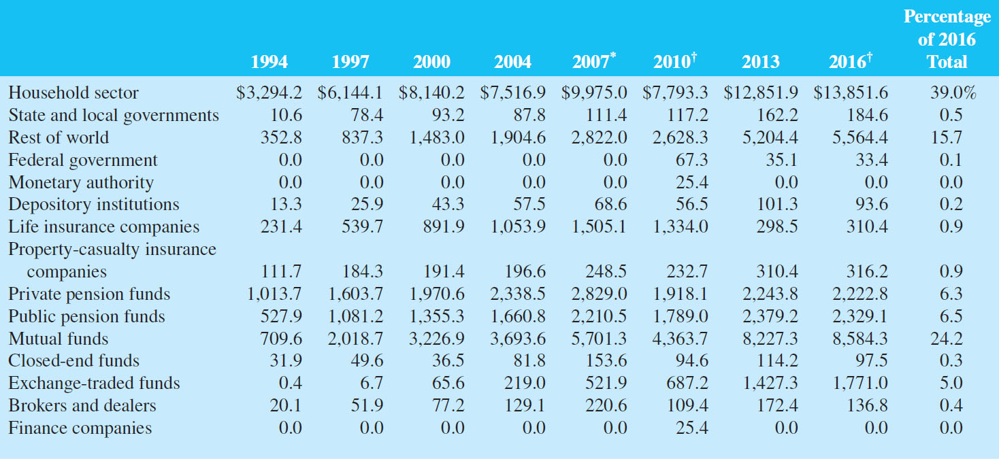 Percentage
of 2016
1994 1997 2000 2004 2007* 2010† 2013 2016† Total
Household sector $3,294.2 $6,144.1 $8,140.2 $7,516.9 $9,975.0 $7,793.3 $12,851.9 $13,851.6 39.0%
State and local governments 10.6 78.4 93.2 87.8 111.4 117.2 162.2 184.6 0.5
Rest of world 352.8 837.3 1,483.0 1,904.6 2,822.0 2,628.3 5,204.4 5,564.4 15.7
Federal government 0.0 0.0 0.0 0.0 0.0 67.3 35.1 33.4 0.1
Monetary authority 0.0 0.0 0.0 0.0 0.0 25.4 0.0 0.0 0.0
Depository institutions 13.3 25.9 43.3 57.5 68.6 56.5 101.3 93.6 0.2
Life insurance companies 231.4 539.7 891.9 1,053.9 1,505.1 1,334.0 298.5 310.4 0.9
Property-casualty insurance
companies 111.7 184.3 191.4 196.6 248.5 232.7 310.4 316.2 0.9
Private pension funds 1,013.7 1,603.7 1,970.6 2,338.5 2,829.0 1,918.1 2,243.8 2,222.8 6.3
Public pension funds 527.9 1,081.2 1,355.3 1,660.8 2,210.5 1,789.0 2,379.2 2,329.1 6.5
Mutual funds 709.6 2,018.7 3,226.9 3,693.6 5,701.3 4,363.7 8,227.3 8,584.3 24.2
Closed-end funds 31.9 49.6 36.5 81.8 153.6 94.6 114.2 97.5 0.3
Exchange-traded funds 0.4 6.7 65.6 219.0 521.9 687.2 1,427.3 1,771.0 5.0
Brokers and dealers 20.1 51.9 77.2 129.1 220.6 109.4 172.4 136.8 0.4
Finance companies 0.0 0.0 0.0 0.0 0.0 25.4 0.0 0.0 0.0